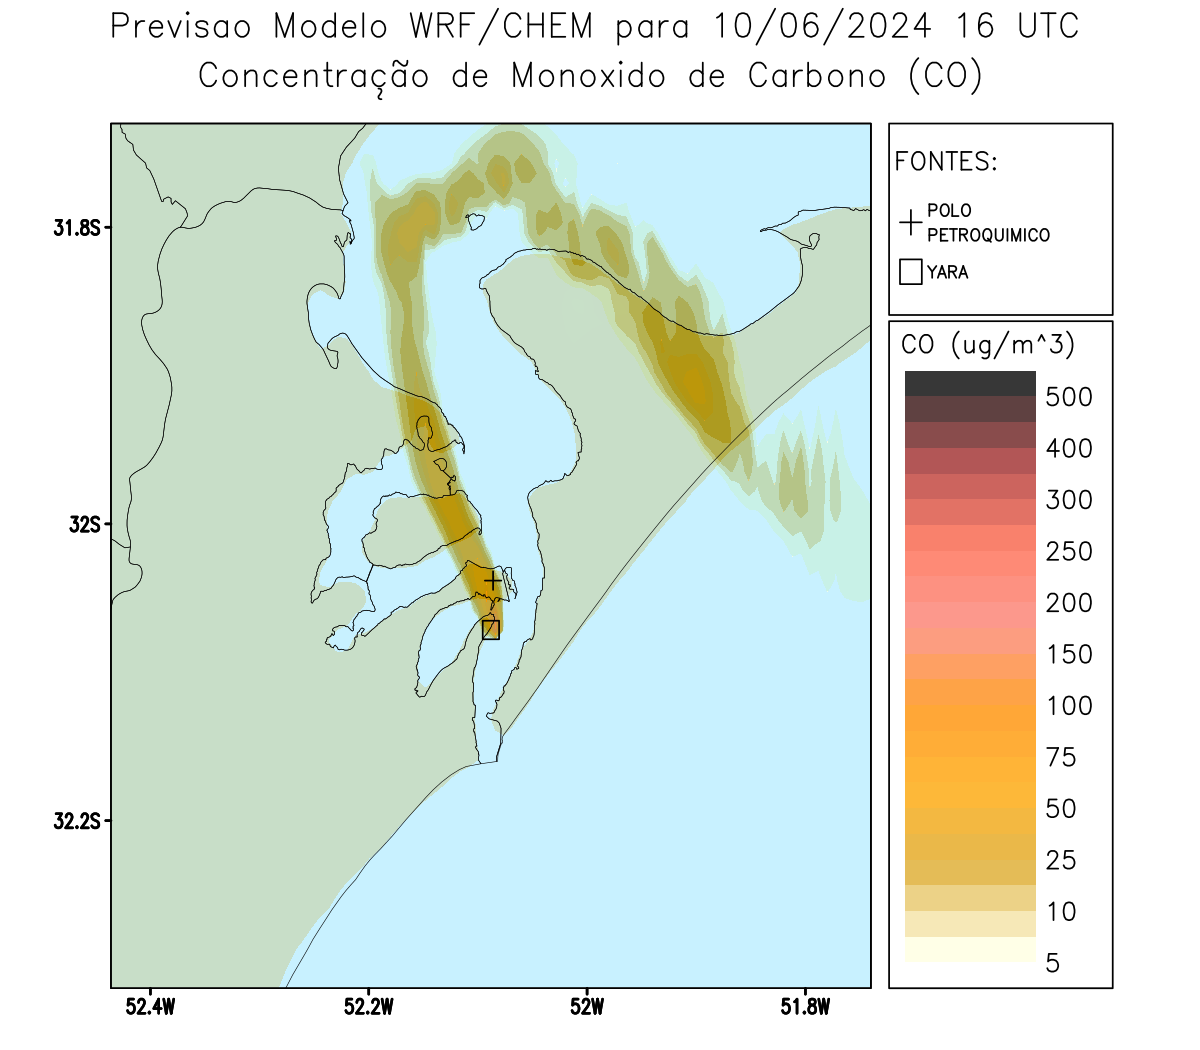 Previsao Modelo WRF/CHEM para 10/06/2024 16 UTC
Concentração de Monoxido de Carbono (CO)
FONTES:
POLO
PETROQUIMICO
YARA
CO (ug/m^3)
500
400
300
250
200
150
100
75
50
25
10
5
31.8S
32S
32.2S
52.4W
52.2W
52W
51.8W